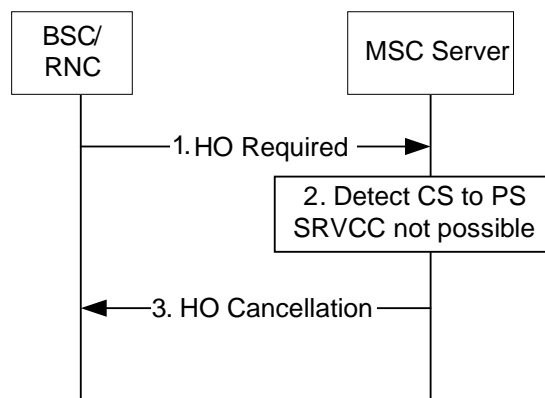 BSC/
RNC
MSC Server
1. HO Required
2. Detect CS to PS
SRVCC not possible
3. HO Cancellation